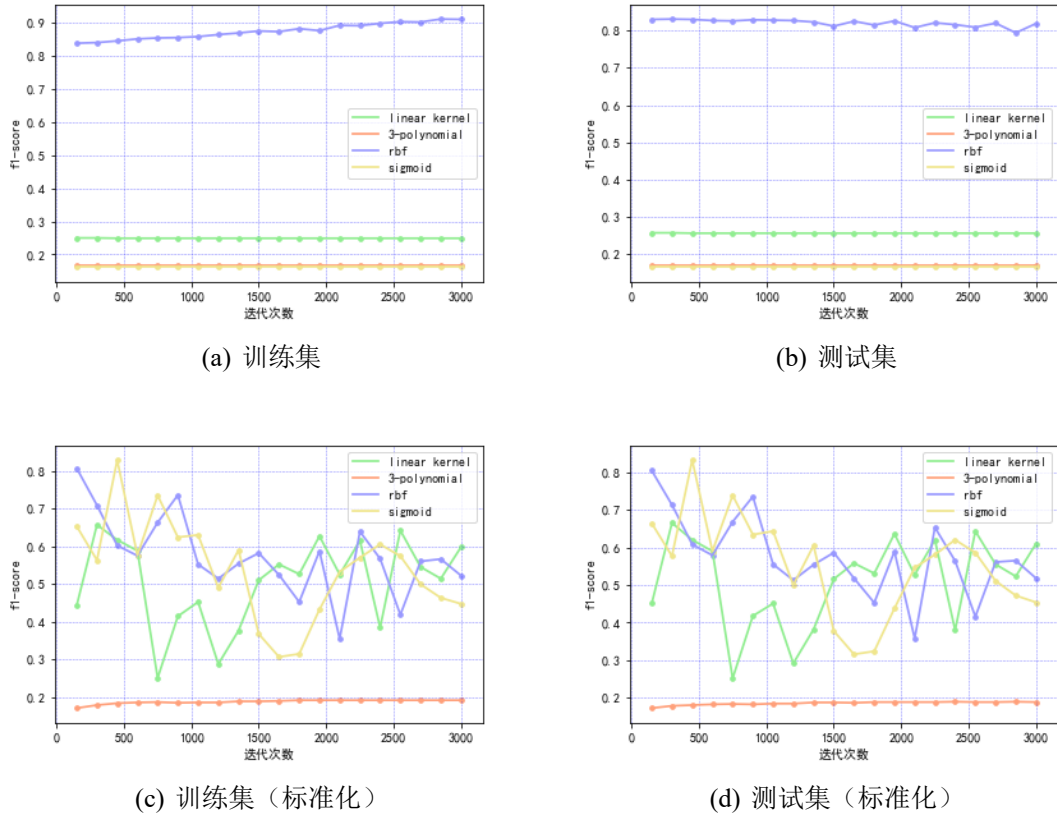 0.9
0.8
0.7
0.6
0.5
0.4
0.3
0.2
f1-score
linear kernel
3-polynomial
rbf
sigmoid
0 500 1000 1500 2000 2500 3000
迭代次数
(a) 训练集
0.8
0.7
0.6
0.5
0.4
0.3
0.2
f1-score
linear kernel
3-polynomial
rbf
sigmoid
0 500 1000 1500 2000 2500 3000
迭代次数
(b) 测试集
0.8
0.7
0.6
0.5
0.4
0.3
0.2
f1-score
linear kernel
3-polynomial
rbf
sigmoid
0 500 1000 1500 2000 2500 3000
迭代次数
(c) 训练集（标准化）
0.8
0.7
0.6
0.5
0.4
0.3
0.2
f1-score
linear kernel
3-polynomial
rbf
sigmoid
0 500 1000 1500 2000 2500 3000
迭代次数
(d) 测试集（标准化）